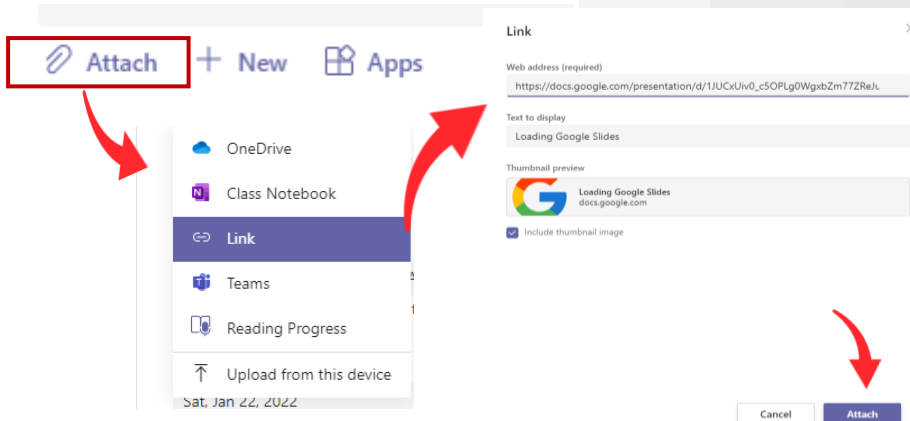 Attach
New
Apps
OneDrive
Class Notebook
Link
Teams
Reading Progress
Upload from this device
Sat, Jan 22, 2022
Link
Web address (required)
https://docs.google.com/presentation/d/1JUCxUiv0_c5OPLg0WgxbZm77ZReJu
Text to display
Loading Google Slides
Thumbnail preview
Loading Google Slides
docs.google.com
Include thumbnail image
Cancel
Attach